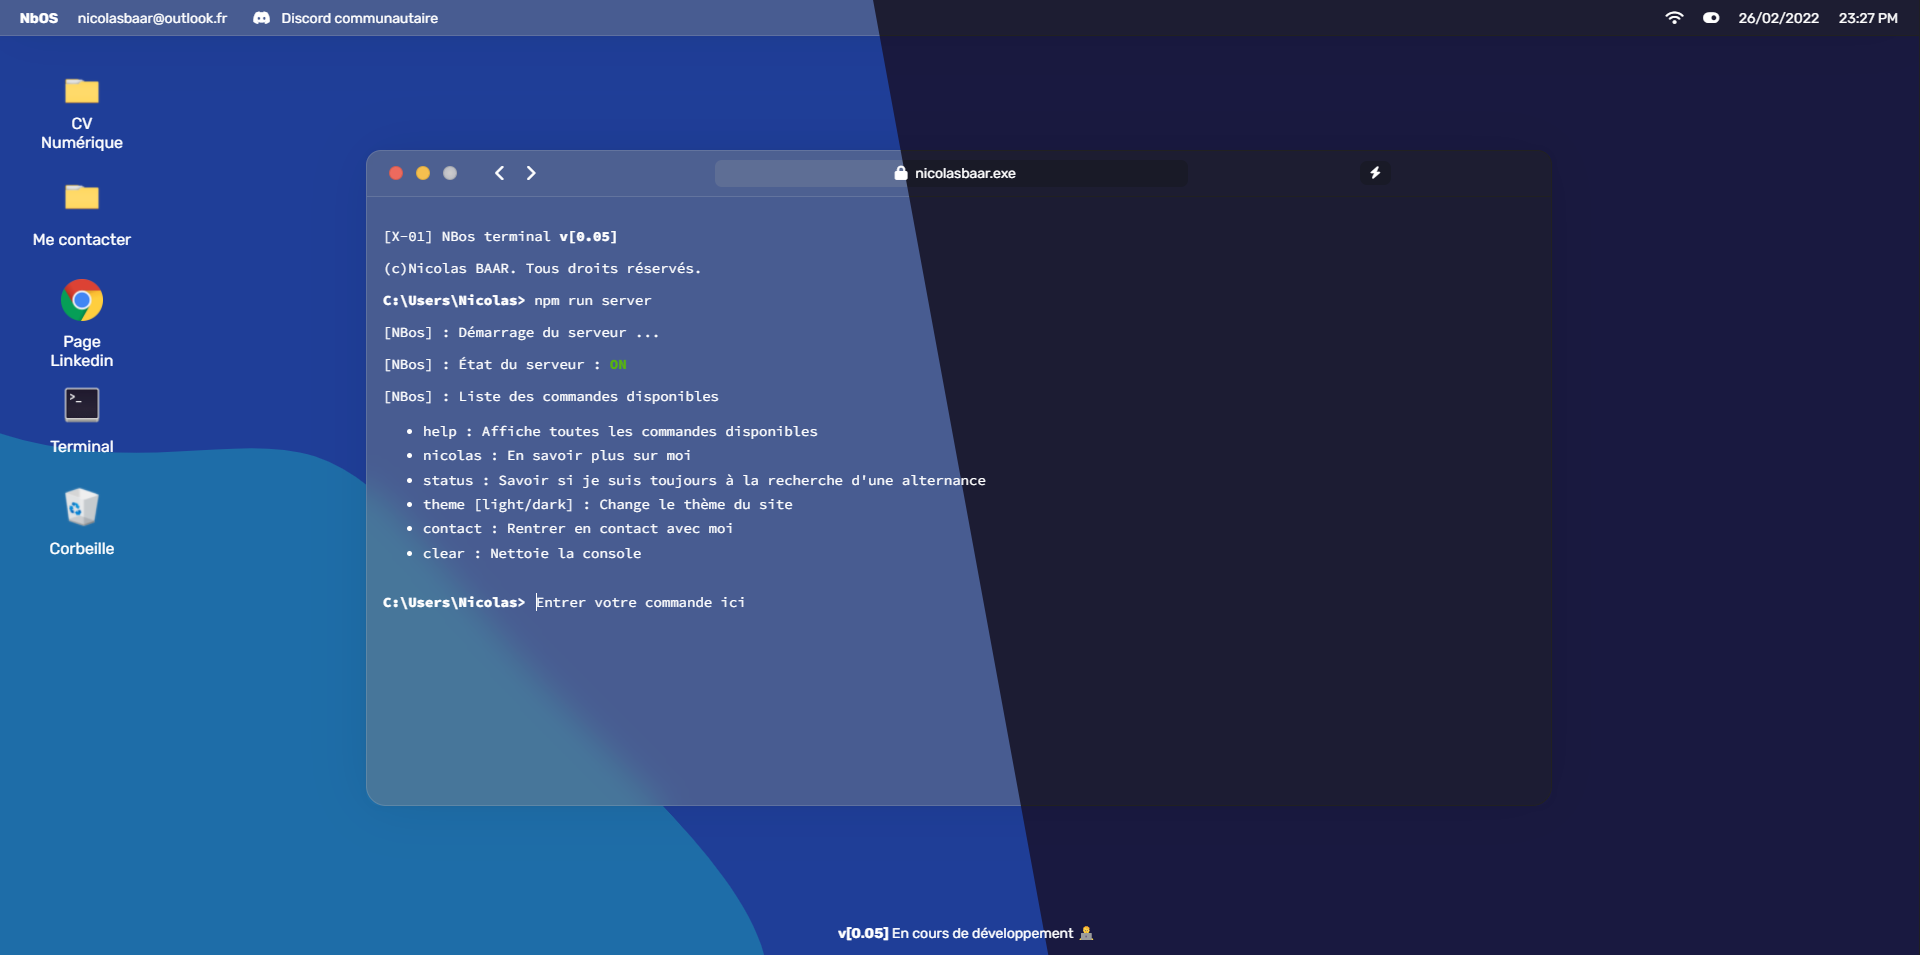 NbOS nicolasbaar@outlook.fr Discord communautaire 26/02/2022 23:27 PM
CV
Numérique
Me contacter
Page
Linkedin
>_
Terminal
Corbeille
nicolasbaar.exe
[X-01] NBos terminal v[0.05]
(c)Nicolas BAAR. Tous droits réservés.
C:\Users\Nicolas> npm run server
[NBos] : Démarrage du serveur ...
[NBos] : État du serveur : ON
[NBos] : Liste des commandes disponibles
• help : Affiche toutes les commandes disponibles
• nicolas : En savoir plus sur moi
• status : Savoir si je suis toujours à la recherche d'une alternance
• theme [light/dark] : Change le thème du site
• contact : Rentrer en contact avec moi
• clear : Nettoie la console
C:\Users\Nicolas> Entrer votre commande ici
v[0.05] En cours de développement